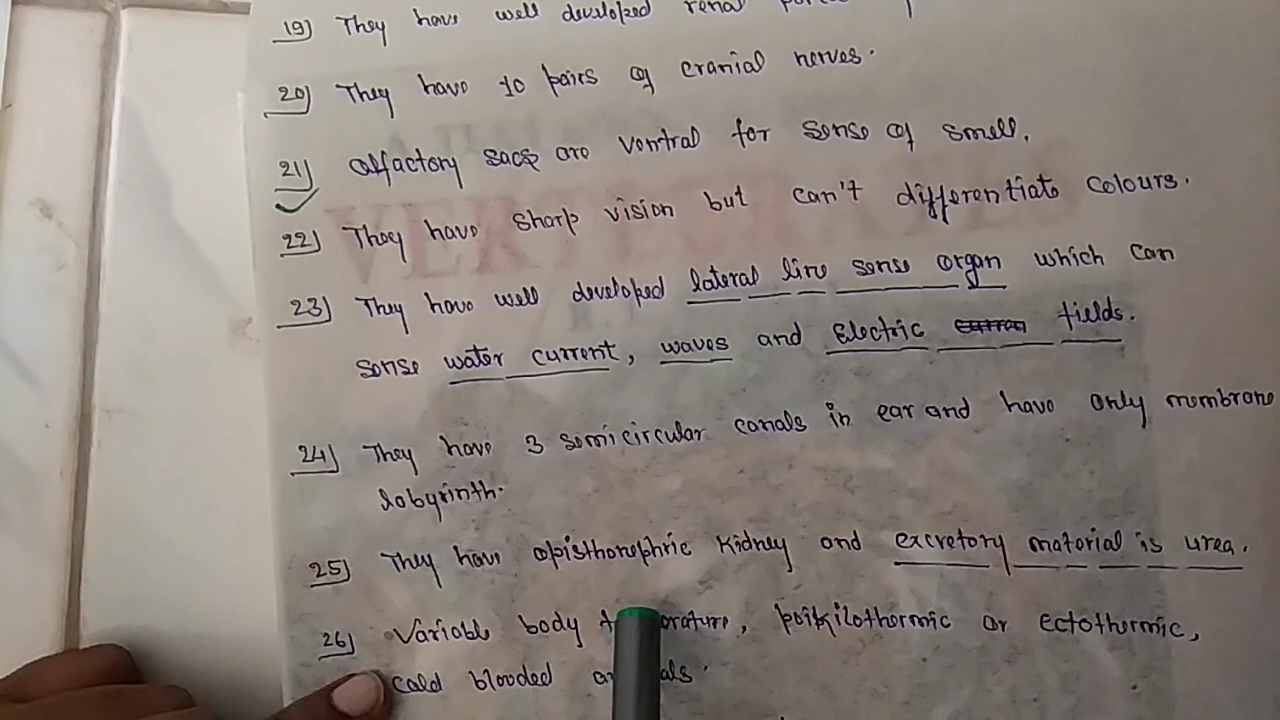 19) They have well developed renal
20) They have 10 pairs of cranial nerves.
21) Olfactory sacs are ventral for sense of smell.
22) They have sharp vision but can't differentiate colours.
23) They have well developed lateral line sense organ which can
sense water current, waves and Electric fields.
24) They have 3 semicircular canals in ear and have only membrane
labyrinth.
25) They have opisthonephric kidney and excretory material is urea.
26) Variable body , poikilothermic or Ectothermic,
cold blooded